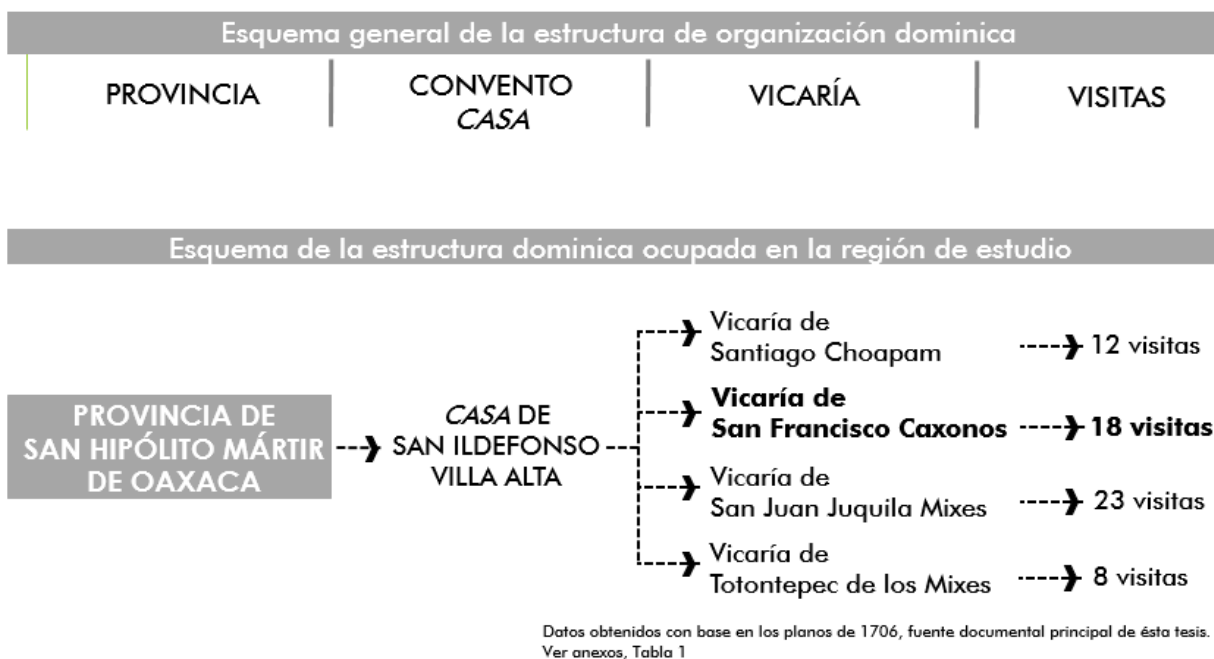 Esquema general de la estructura de organización dominica
PROVINCIA
CONVENTO
CASA
VICARÍA
VISITAS
Esquema de la estructura dominica ocupada en la región de estudio
PROVINCIA DE
SAN HIPÓLITO MÁRTIR
DE OAXACA
CASA DE
SAN ILDEFONSO
VILLA ALTA
Vicaría de
Santiago Choapam
12 visitas
Vicaría de
San Francisco Caxonos
18 visitas
Vicaría de
San Juan Juquila Mixes
23 visitas
Vicaría de
Totontepec de los Mixes
8 visitas
Datos obtenidos con base en los planos de 1706, fuente documental principal de ésta tesis.
Ver anexos, Tabla 1